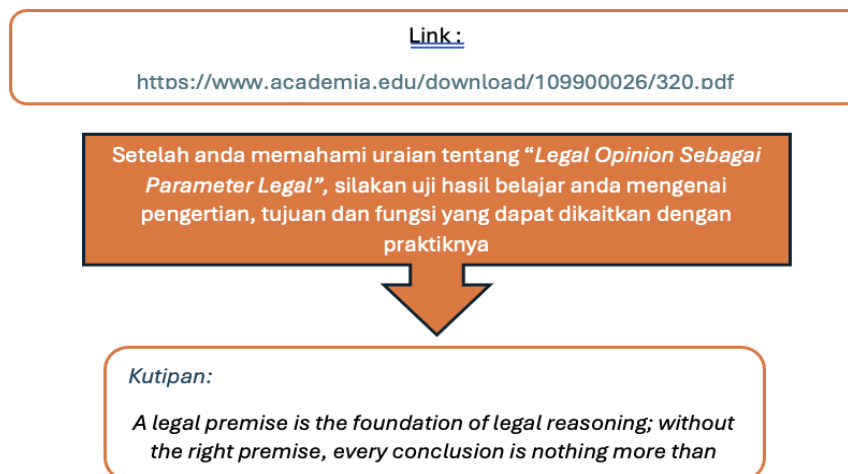 Link :
https://www.academia.edu/download/109900026/320.pdf
Setelah anda memahami uraian tentang “Legal Opinion Sebagai
Parameter Legal”, silakan uji hasil belajar anda mengenai
pengertian, tujuan dan fungsi yang dapat dikaitkan dengan
praktiknya
Kutipan:
A legal premise is the foundation of legal reasoning; without
the right premise, every conclusion is nothing more than